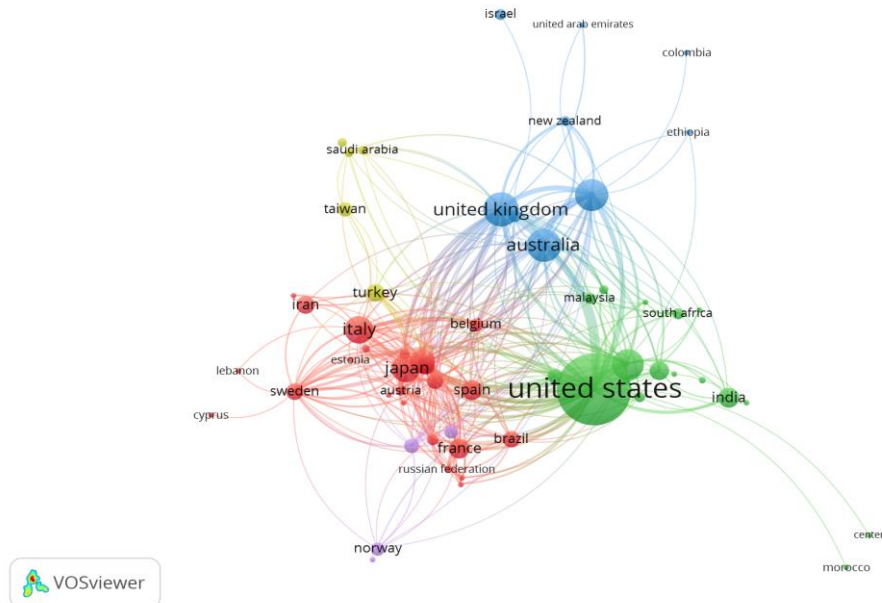 israel
united arab emirates
colombia
new zealand
ethiopia
saudi arabia
taiwan
united kingdom
australia
turkey
malaysia
iran
south africa
italy
belgium
estonia
lebanon
japan
sweden
austria
spain
united states
india
cyprus
france
brazil
russian federation
norway
center
morocco
VOSviewer